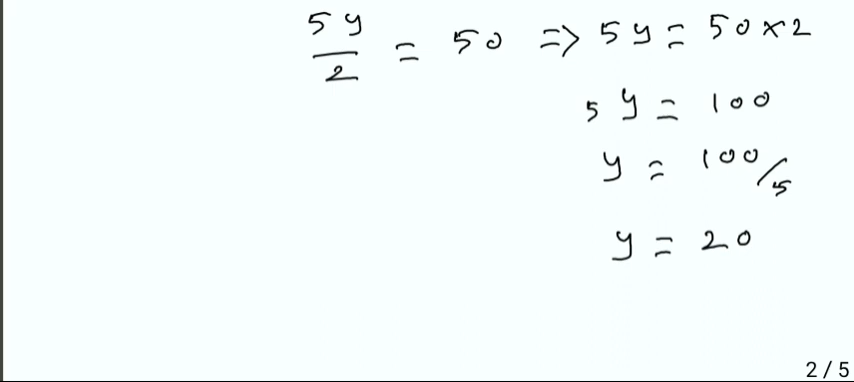 5y/2 = 50 => 5y = 50×2
5y = 100
y = 100/5
y = 20
2/5